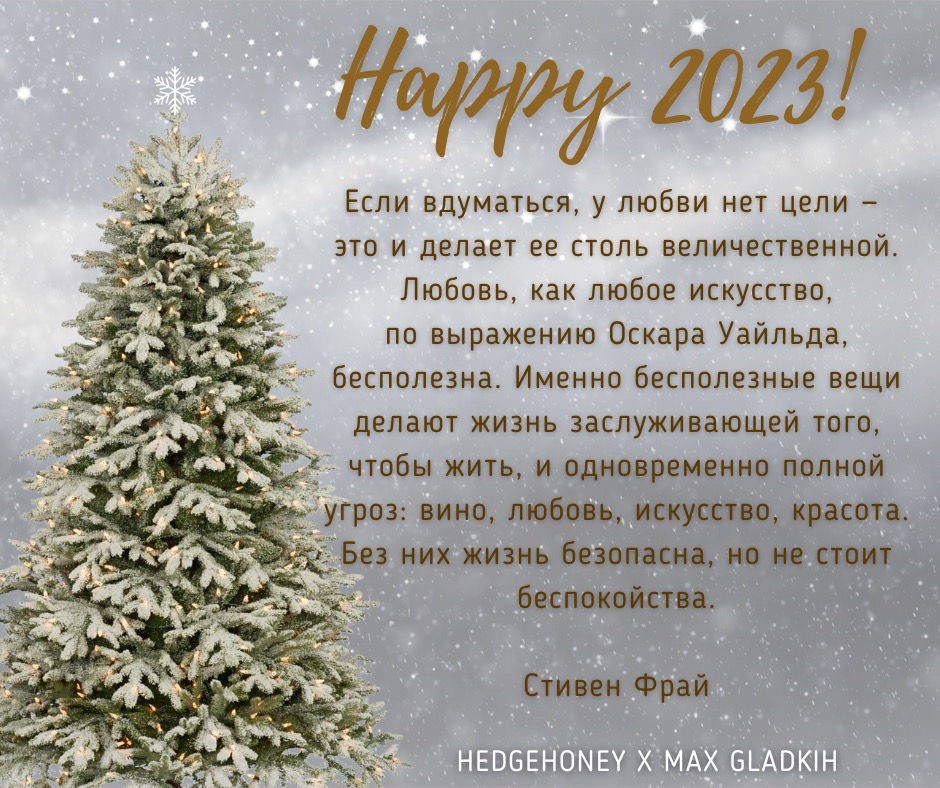 Happy 2023!
Если вдуматься, у любви нет цели –
это и делает ее столь величественной.
Любовь, как любое искусство,
по выражению Оскара Уайльда,
бесполезна. Именно бесполезные вещи
делают жизнь заслуживающей того,
чтобы жить, и одновременно полной
угроз: вино, любовь, искусство, красота.
Без них жизнь безопасна, но не стоит
беспокойства.
Стивен Фрай
HEDGEHONEY X MAX GLADKIH